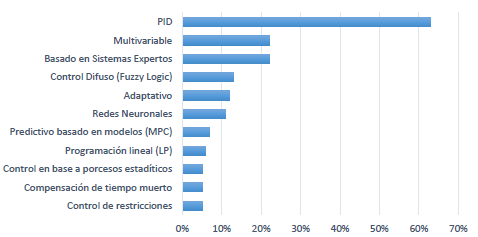 PID
Multivariable
Basado en Sistemas Expertos
Control Difuso (Fuzzy Logic)
Adaptativo
Redes Neuronales
Predictivo basado en modelos (MPC)
Programación lineal (LP)
Control en base a porcesos estadíticos
Compensación de tiempo muerto
Control de restricciones
0% 10% 20% 30% 40% 50% 60% 70%